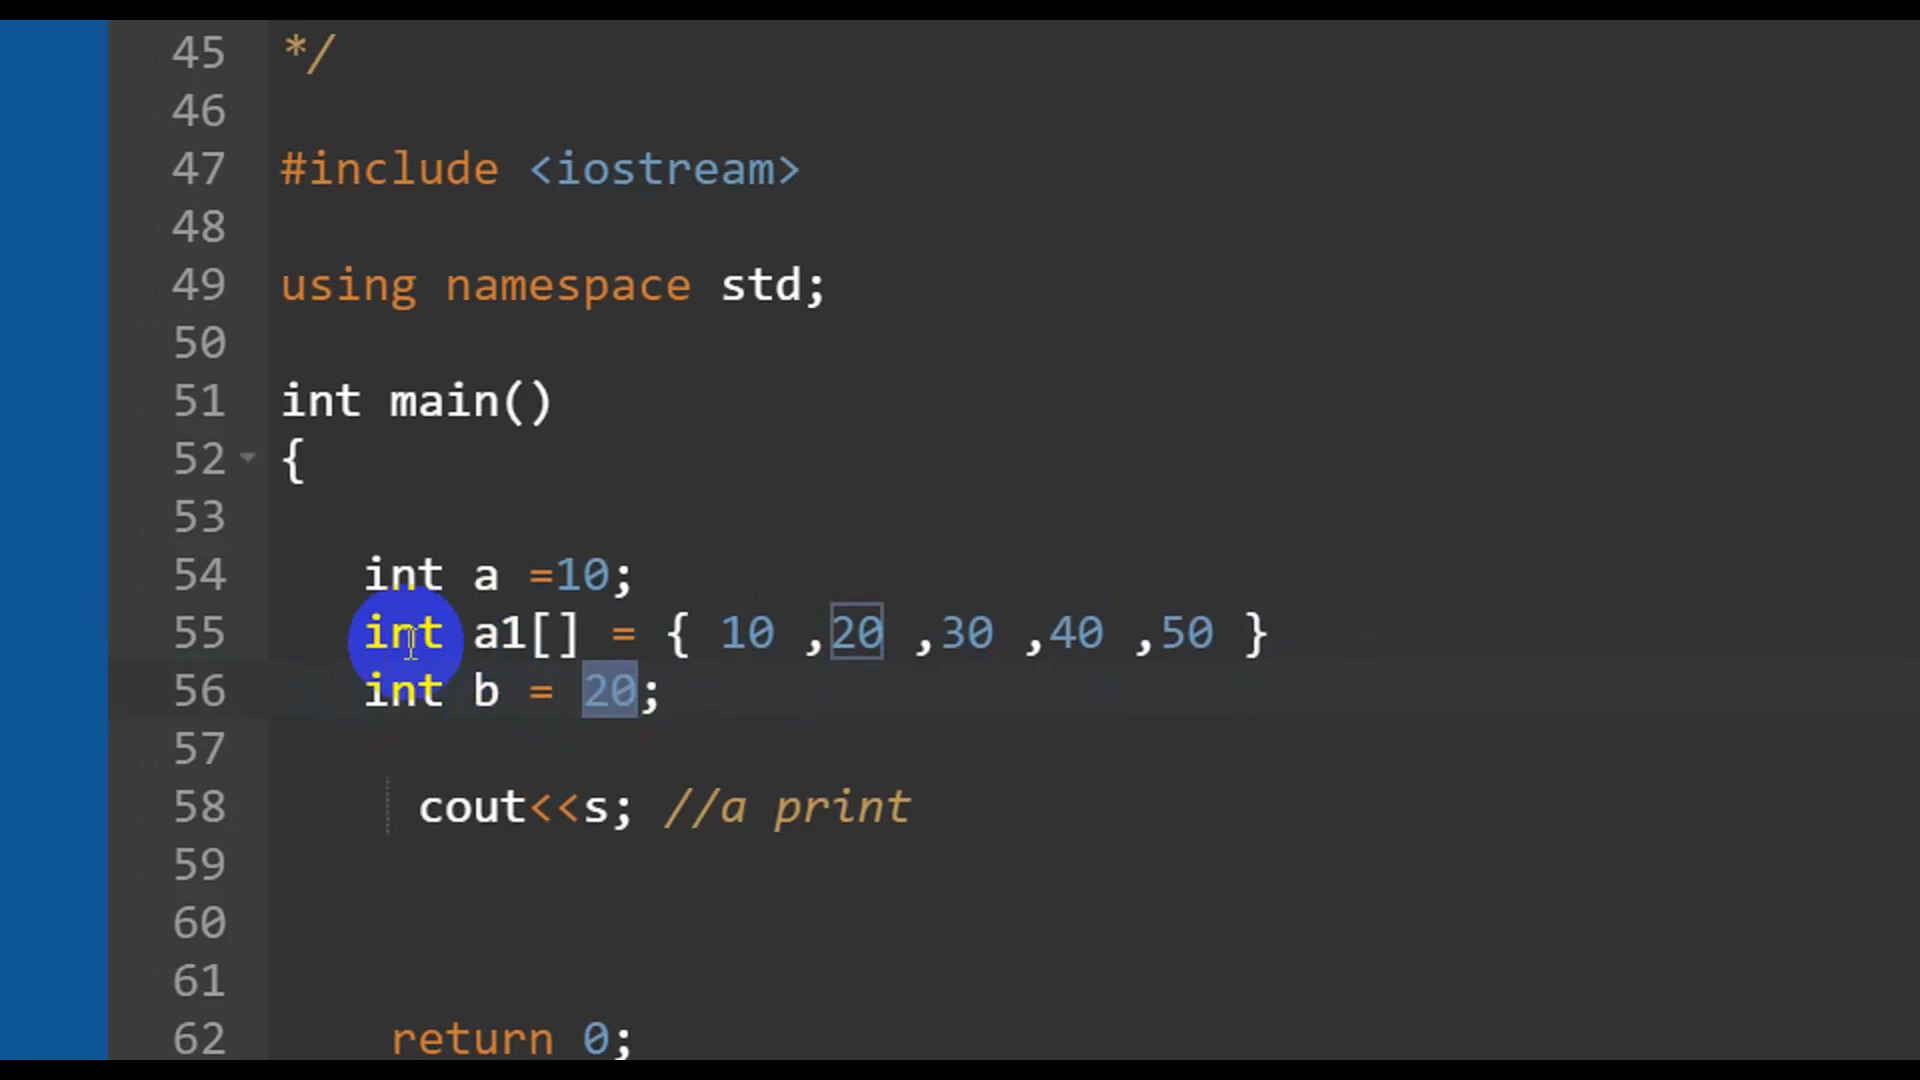 45 */
46
47 #include <iostream>
48
49 using namespace std;
50
51 int main()
52 {
53
54 int a =10;
55 int a1[] = { 10 ,20 ,30 ,40 ,50 }
56 int b = 20;
57
58 cout<<s; //a print
59
60
61
62 return 0;